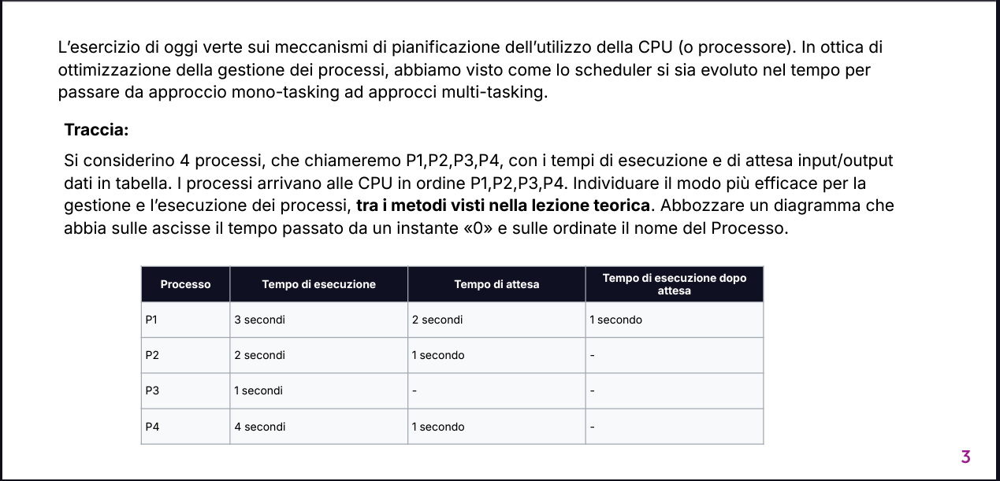 L’esercizio di oggi verte sui meccanismi di pianificazione dell’utilizzo della CPU (o processore). In ottica di
ottimizzazione della gestione dei processi, abbiamo visto come lo scheduler si sia evoluto nel tempo per
passare da approccio mono-tasking ad approcci multi-tasking.
Traccia:
Si considerino 4 processi, che chiameremo P1,P2,P3,P4, con i tempi di esecuzione e di attesa input/output
dati in tabella. I processi arrivano alle CPU in ordine P1,P2,P3,P4. Individuare il modo più efficace per la
gestione e l’esecuzione dei processi, tra i metodi visti nella lezione teorica. Abbozzare un diagramma che
abbia sulle ascisse il tempo passato da un instante «0» e sulle ordinate il nome del Processo.
Processo Tempo di esecuzione Tempo di attesa Tempo di esecuzione dopo
attesa
P1 3 secondi 2 secondi 1 secondo
P2 2 secondi 1 secondo -
P3 1 secondi - -
P4 4 secondi 1 secondo -
3